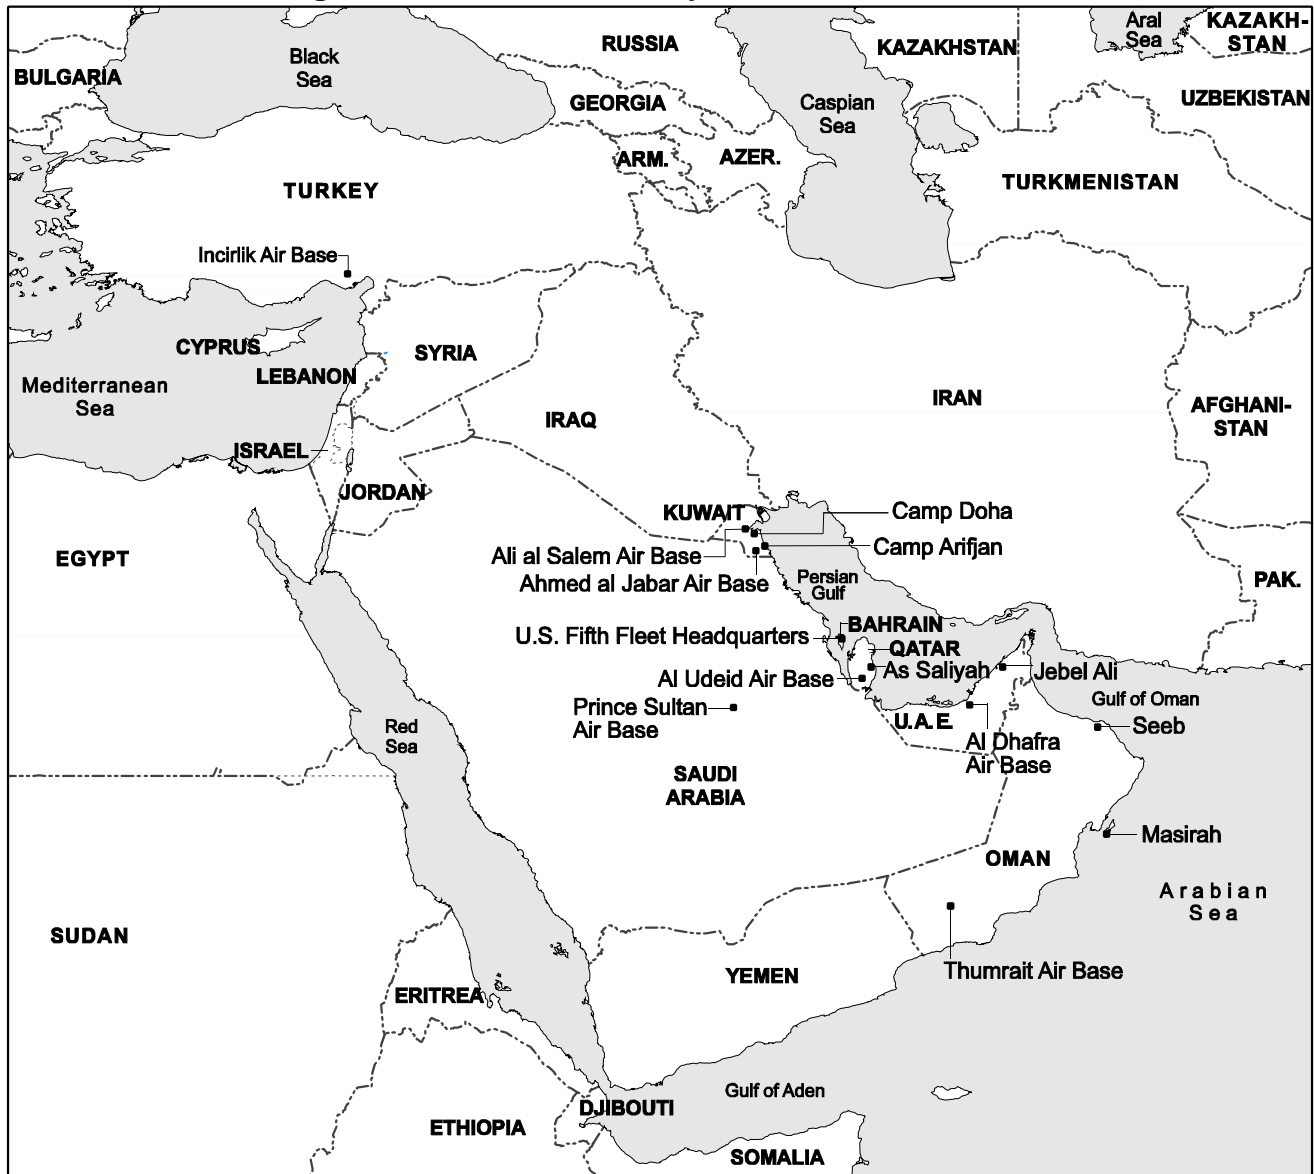 Black
Sea
BULGARIA
RUSSIA
GEORGIA
ARM.
AZER.
Caspian
Sea
KAZAKHSTAN
Aral
Sea
KAZAKH-
STAN
UZBEKISTAN
TURKMENISTAN
TURKEY
Incirlik Air Base
CYPRUS
LEBANON
SYRIA
Mediterranean
Sea
ISRAEL
JORDAN
IRAQ
IRAN
AFGHANI-
STAN
PAK.
EGYPT
KUWAIT
Camp Doha
Ali al Salem Air Base
Camp Arifjan
Ahmed al Jabar Air Base
Persian
Gulf
U.S. Fifth Fleet Headquarters
BAHRAIN
QATAR
As Saliyah
Al Udeid Air Base
Jebel Ali
Prince Sultan
Air Base
U.A.E.
Al Dhafra
Air Base
Gulf of Oman
Seeb
Red
Sea
SAUDI
ARABIA
Masirah
OMAN
Arabian
Sea
SUDAN
Thumrait Air Base
YEMEN
ERITREA
Gulf of Aden
DJIBOUTI
ETHIOPIA
SOMALIA